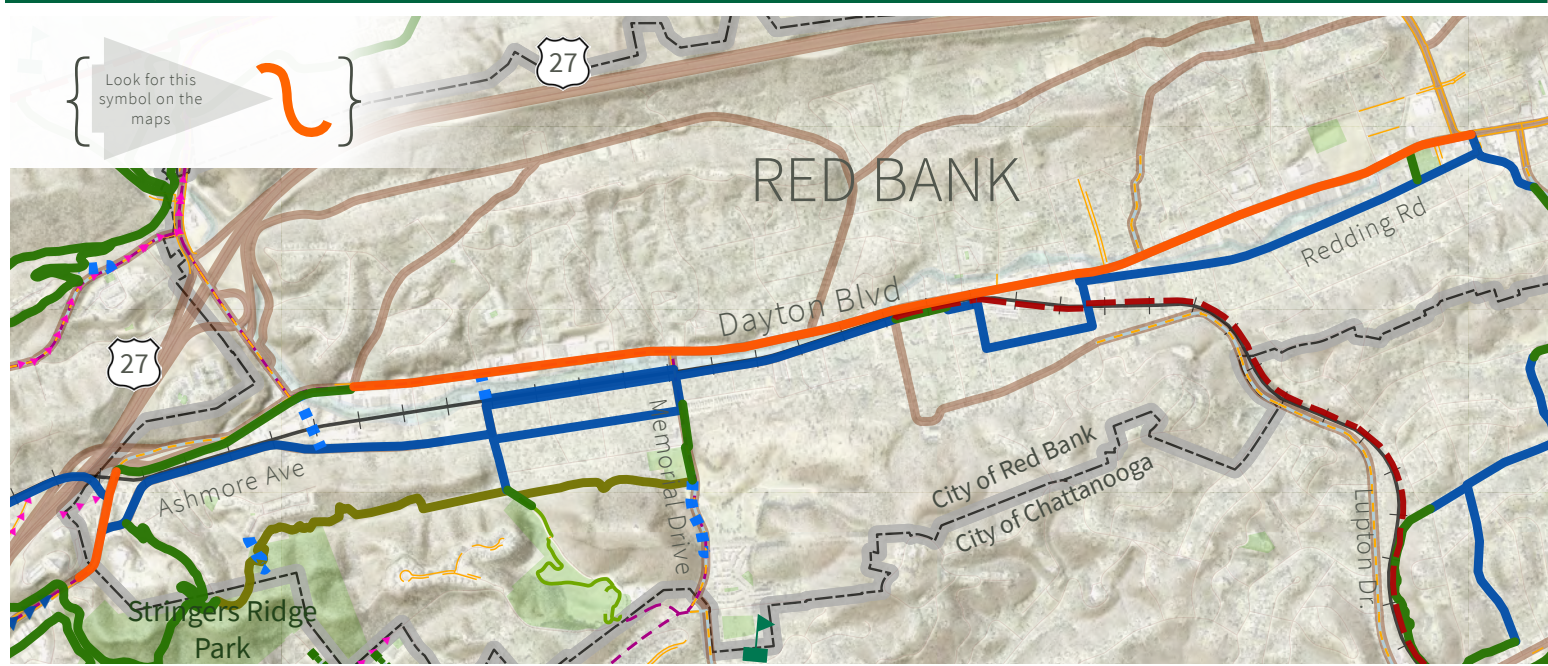 27
Look for this
symbol on the
maps
RED BANK
Redding Rd
Dayton Blvd
27
Memorial Drive
City of Red Bank
City of Chattanooga
Ashmore Ave
Lupton Dr.
Stringers Ridge
Park